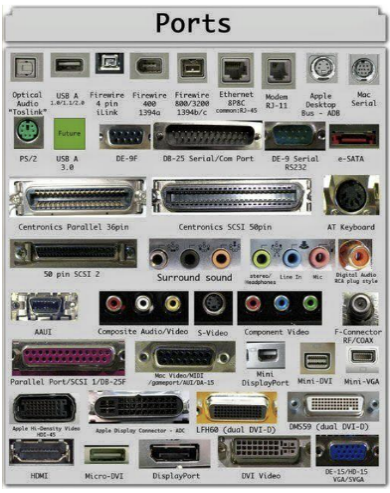 Ports
Optical Audio "Toslink"
USB A 1.0/1.1/2.0
Firewire 4 pin iLink
Firewire 400 1394a
Firewire 800/3200 1394b/c
Ethernet 8P8C common:RJ-45
Modem RJ-11
Apple Desktop Bus - ADB
Mac Serial
Future
PS/2
USB A 3.0
DE-9F
DB-25 Serial/Com Port
DE-9 Serial RS232
e-SATA
Centronics Parallel 36pin
Centronics SCSI 50pin
AT Keyboard
50 pin SCSI 2
Surround sound
stereo/ Headphones
Line In
Mic
Digital Audio RCA plug style
AAUI
Composite Audio/Video
S-Video
Component Video
F-Connector RF/COAX
Parallel Port/SCSI 1/DB-25F
Mac Video/MIDI /gameport/AUI/DA-15
Mini DisplayPort
Mini-DVI
Mini-VGA
Apple Hi-Density Video HDI-45
Apple Display Connector - ADC
LFH60 (dual DVI-D)
DMS59 (dual DVI-D)
HDMI
Micro-DVI
DisplayPort
DVI Video
DE-15/HD-15 VGA/SVGA